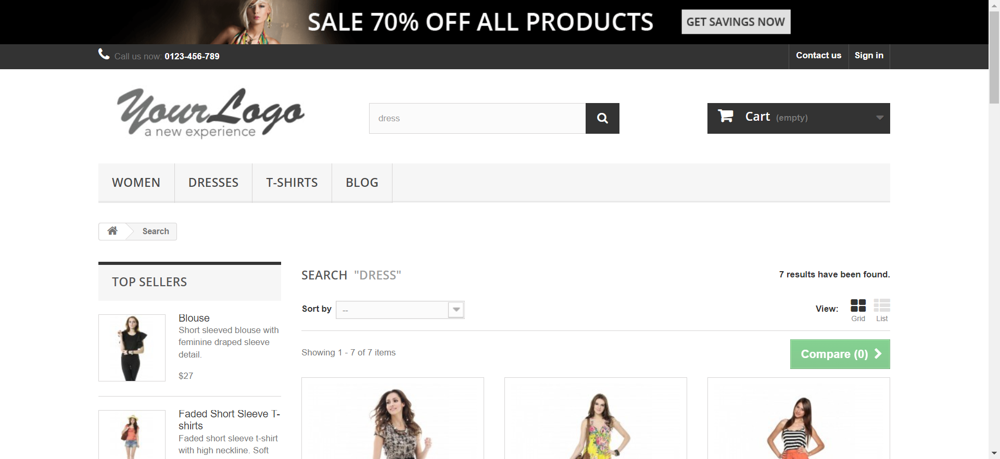 SALE 70% OFF ALL PRODUCTS GET SAVINGS NOW
Call us now: 0123-456-789
Contact us
Sign in
YourLogo
a new experience
dress
Cart (empty)
WOMEN
DRESSES
T-SHIRTS
BLOG
Search
TOP SELLERS
Blouse
Short sleeved blouse with
feminine draped sleeve
detail.
$27
Faded Short Sleeve T-
shirts
Faded short sleeve t-shirt
with high neckline. Soft
SEARCH "DRESS"
7 results have been found.
Sort by --
View:
Grid
List
Showing 1 - 7 of 7 items
Compare (0)